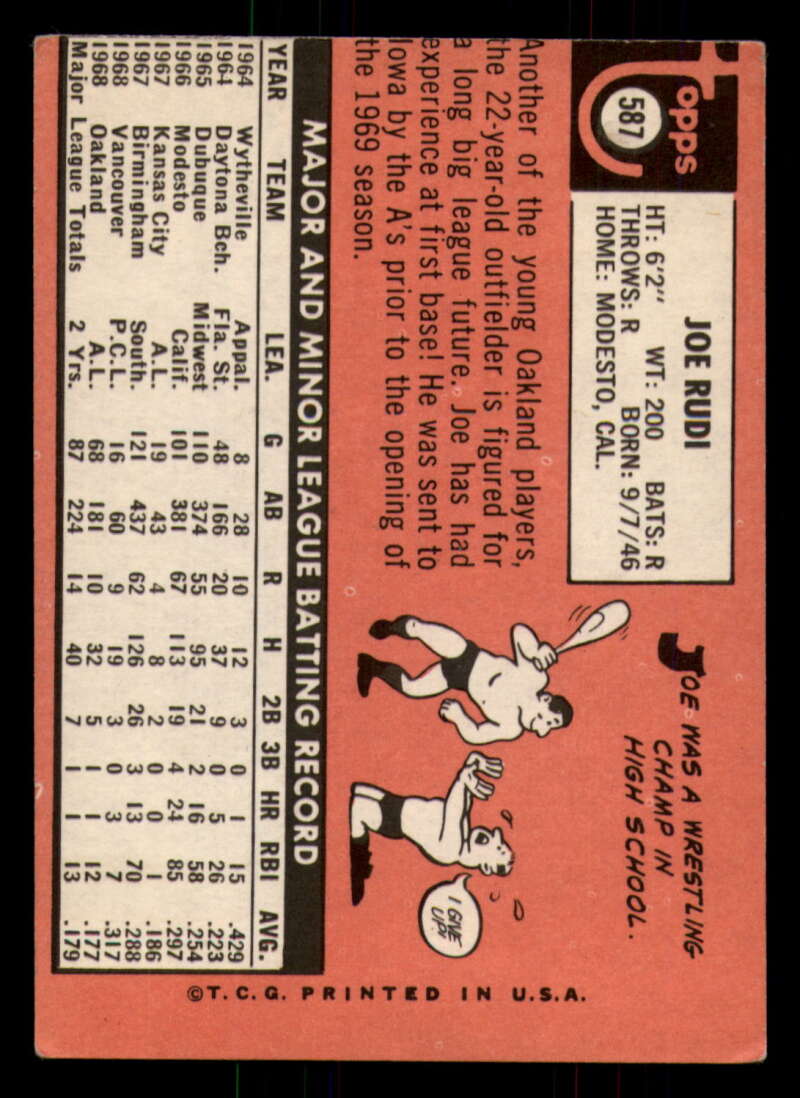 Topps
587
JOE RUDI
HT: 6'2" WT: 200 BATS: R
THROWS: R BORN: 9/7/46
HOME: MODESTO, CAL.
JOE WAS A WRESTLING
CHAMP IN
HIGH SCHOOL.
I GIVE
UP!
Another of the young Oakland players,
the 22-year-old outfielder is figured for
a long big league future. Joe has had
experience at first base! He was sent to
Iowa by the A's prior to the opening of
the 1969 season.
MAJOR AND MINOR LEAGUE BATTING RECORD
YEAR TEAM LEA. G AB R H 2B 3B HR RBI AVG.
1964 Wytheville Appal. 8 28 10 12 3 0 1 15 .429
1964 Daytona Bch. Fla. St. 48 166 20 37 9 0 5 26 .223
1965 Dubuque Midwest 110 374 55 95 21 2 16 58 .254
1966 Modesto Calif. 101 381 67 113 19 4 24 85 .297
1967 Kansas City A.L. 19 43 4 8 2 0 0 1 .186
1967 Birmingham South. 121 437 62 126 26 3 13 70 .288
1968 Vancouver P.C.L. 16 60 9 19 3 0 3 7 .317
1968 Oakland A.L. 68 181 10 32 5 1 1 12 .177
Major League Totals 2 Yrs. 87 224 14 40 7 1 1 13 .179
©T.C.G. PRINTED IN U.S.A.